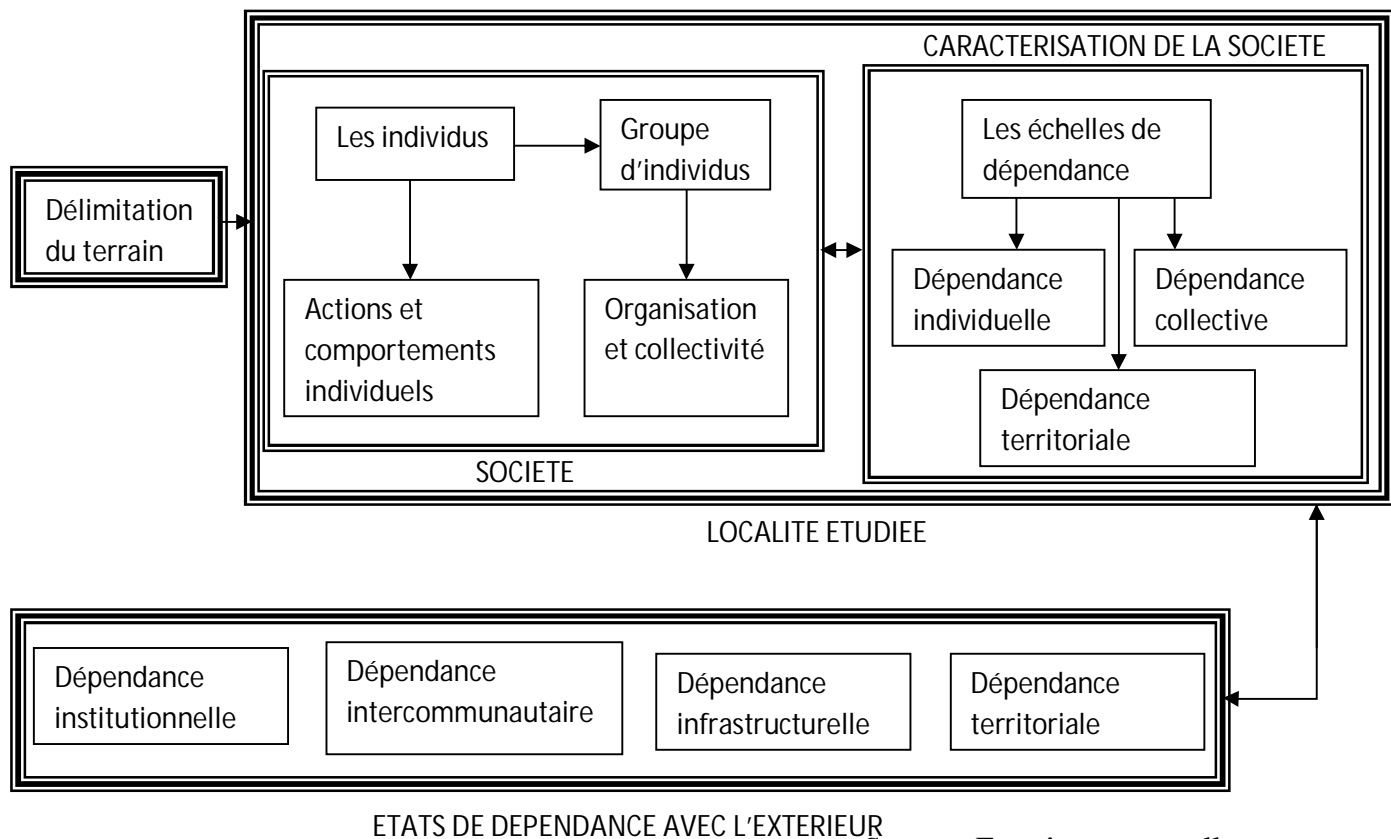 CARACTERISATION DE LA SOCIETE
Les individus
Groupe
d'individus
Les échelles de
dépendance
Délimitation
du terrain
Actions et
comportements
individuels
Organisation
et collectivité
Dépendance
individuelle
Dépendance
collective
Dépendance
territoriale
SOCIETE
LOCALITE ETUDIEE
Dépendance
institutionnelle
Dépendance
intercommunautaire
Dépendance
infrastructurelle
Dépendance
territoriale
ETATS DE DEPENDANCE AVEC L'EXTERIEUR